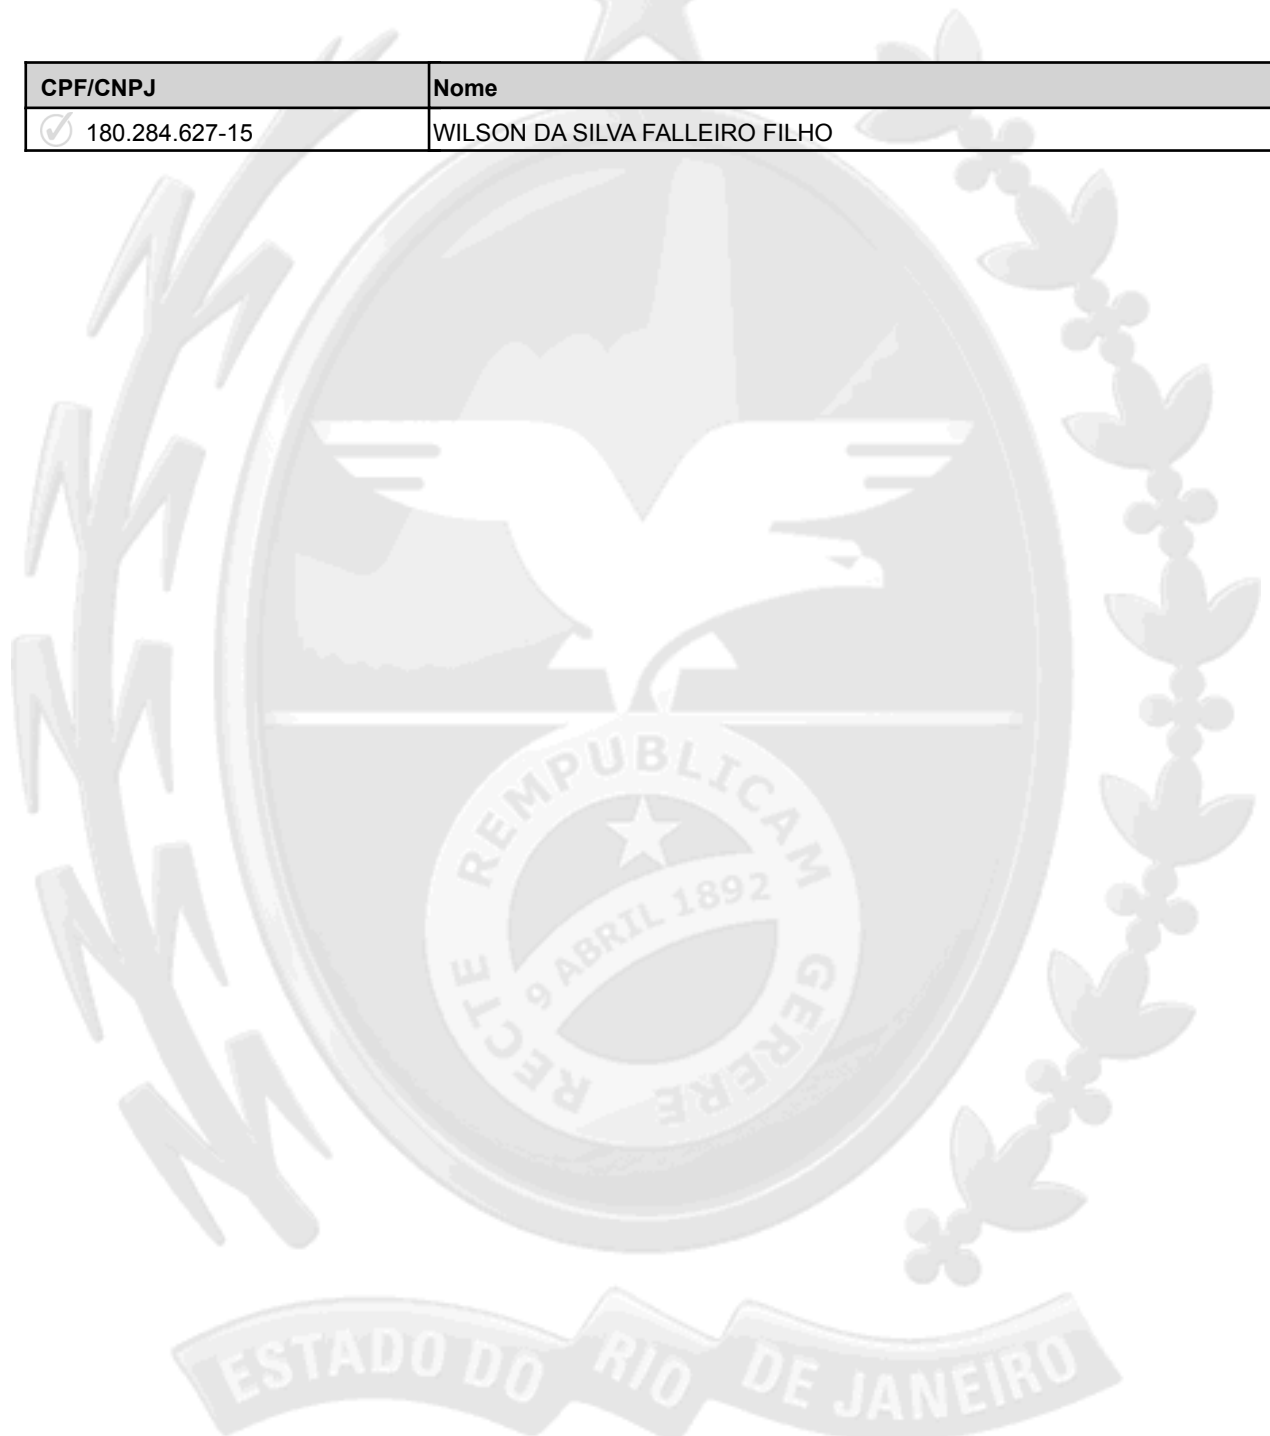 CPF/CNPJ Nome
180.284.627-15 WILSON DA SILVA FALLEIRO FILHO
RECTE REMPUBLICAM GERERE
9 ABRIL 1892
ESTADO DO RIO DE JANEIRO